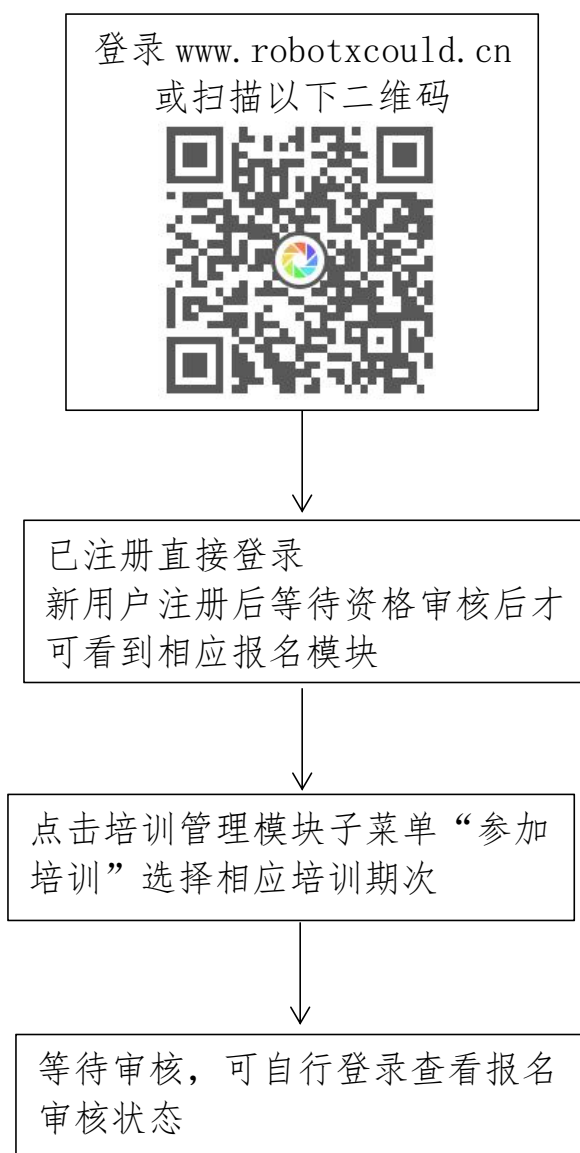 登录 www.robotxcould.cn
或扫描以下二维码
已注册直接登录
新用户注册后等待资格审核后才
可看到相应报名模块
点击培训管理模块子菜单“参加
培训”选择相应培训期次
等待审核，可自行登录查看报名
审核状态